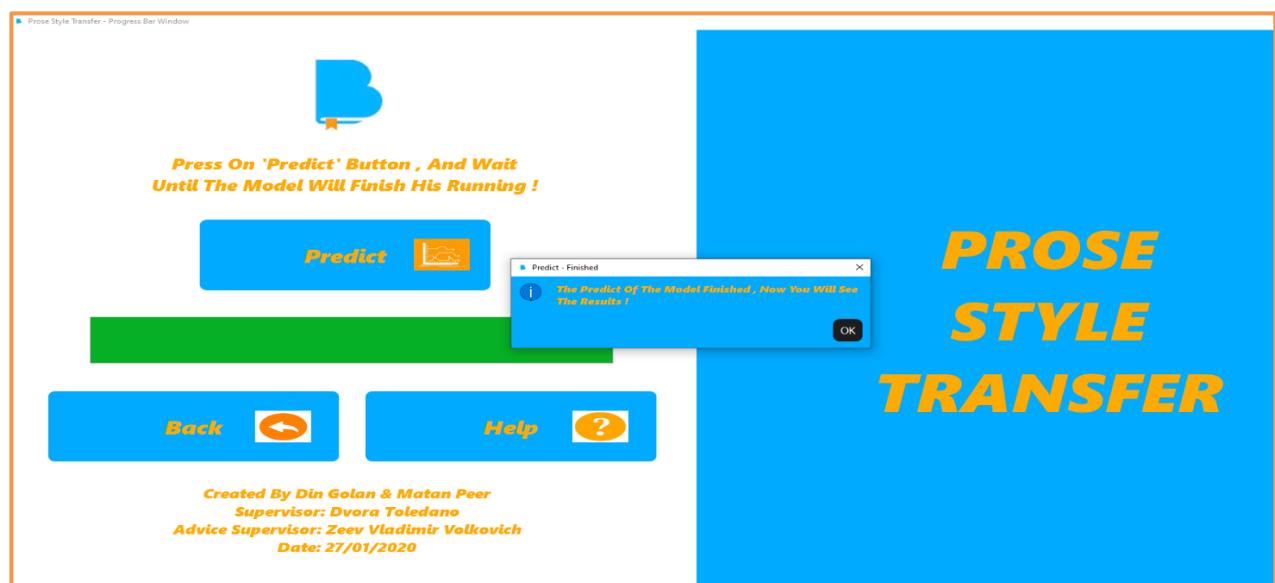 Prose Style Transfer - Progress Bar Window
Press On 'Predict' Button , And Wait
Until The Model Will Finish His Running !
Predict
Predict - Finished
The Predict Of The Model Finished , Now You Will See
The Results !
OK
Back
Help
?
Created By Din Golan & Matan Peer
Supervisor: Dvora Toledano
Advice Supervisor: Zeev Vladimir Volkovich
Date: 27/01/2020
PROSE
STYLE
TRANSFER